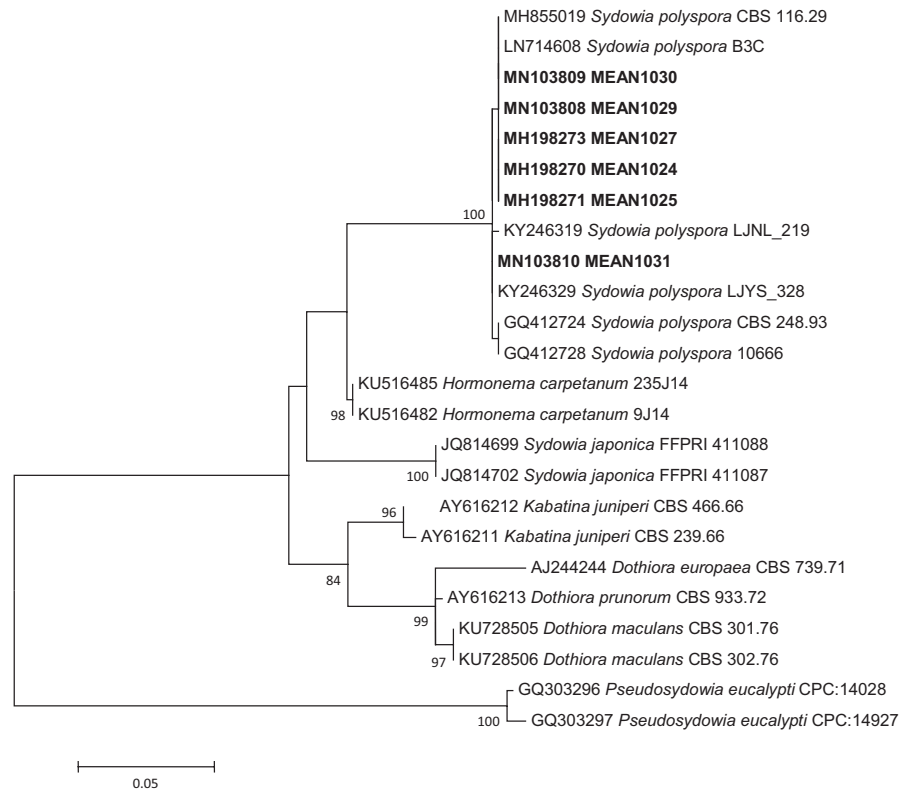 MH855019 Sydowia polyspora CBS 116.29
LN714608 Sydowia polyspora B3C
MN103809 MEAN1030
MN103808 MEAN1029
MH198273 MEAN1027
MH198270 MEAN1024
MH198271 MEAN1025
100
KY246319 Sydowia polyspora LJNL_219
MN103810 MEAN1031
KY246329 Sydowia polyspora LJYS_328
GQ412724 Sydowia polyspora CBS 248.93
GQ412728 Sydowia polyspora 10666
KU516485 Hormonema carpetanum 235J14
98
KU516482 Hormonema carpetanum 9J14
JQ814699 Sydowia japonica FFPRI 411088
100
JQ814702 Sydowia japonica FFPRI 411087
96
AY616212 Kabatina juniperi CBS 466.66
AY616211 Kabatina juniperi CBS 239.66
84
AJ244244 Dothiora europaea CBS 739.71
AY616213 Dothiora prunorum CBS 933.72
99
KU728505 Dothiora maculans CBS 301.76
97
KU728506 Dothiora maculans CBS 302.76
GQ303296 Pseudosydowia eucalypti CPC:14028
100
GQ303297 Pseudosydowia eucalypti CPC:14927
0.05